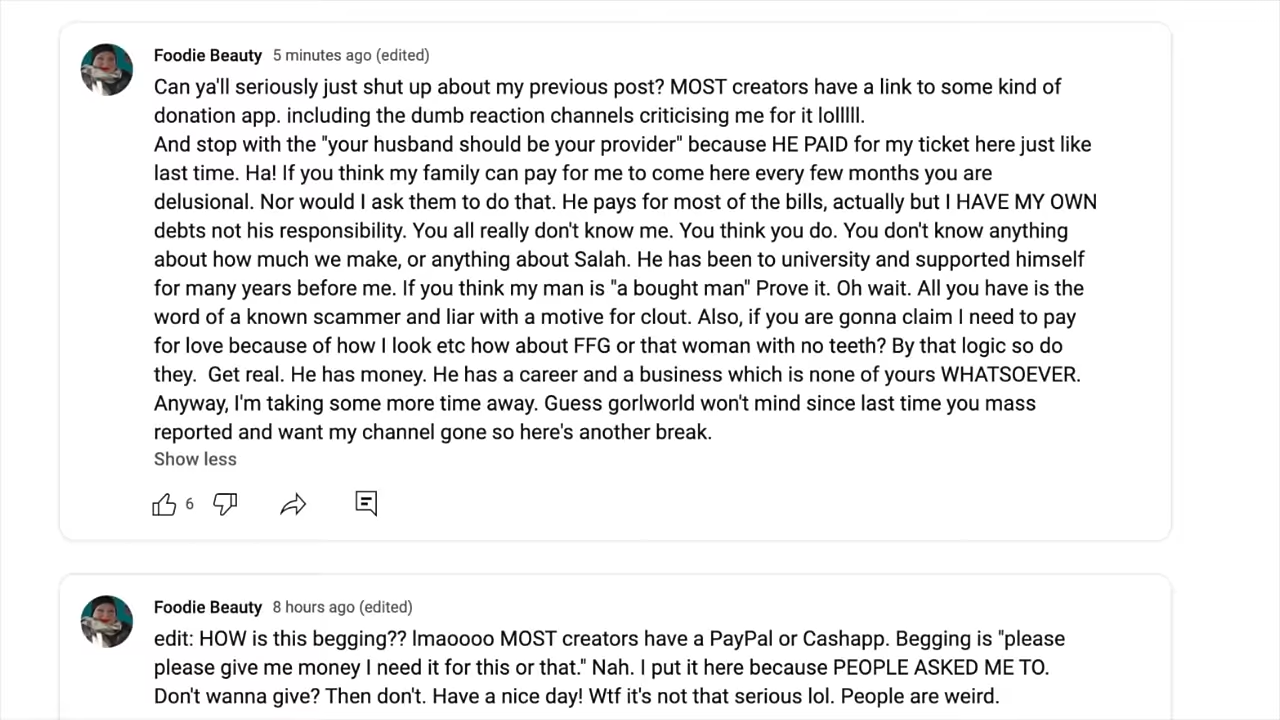 Foodie Beauty 5 minutes ago (edited)
Can ya'll seriously just shut up about my previous post? MOST creators have a link to some kind of
donation app. including the dumb reaction channels criticising me for it lolllll.
And stop with the "your husband should be your provider" because HE PAID for my ticket here just like
last time. Ha! If you think my family can pay for me to come here every few months you are
delusional. Nor would I ask them to do that. He pays for most of the bills, actually but I HAVE MY OWN
debts not his responsibility. You all really don't know me. You think you do. You don't know anything
about how much we make, or anything about Salah. He has been to university and supported himself
for many years before me. If you think my man is "a bought man" Prove it. Oh wait. All you have is the
word of a known scammer and liar with a motive for clout. Also, if you are gonna claim I need to pay
for love because of how I look etc how about FFG or that woman with no teeth? By that logic so do
they.  Get real. He has money. He has a career and a business which is none of yours WHATSOEVER.
Anyway, I'm taking some more time away. Guess gorlworld won't mind since last time you mass
reported and want my channel gone so here's another break.
Show less
6
Foodie Beauty 8 hours ago (edited)
edit: HOW is this begging?? lmaoooo MOST creators have a PayPal or Cashapp. Begging is "please
please give me money I need it for this or that." Nah. I put it here because PEOPLE ASKED ME TO.
Don't wanna give? Then don't. Have a nice day! Wtf it's not that serious lol. People are weird.